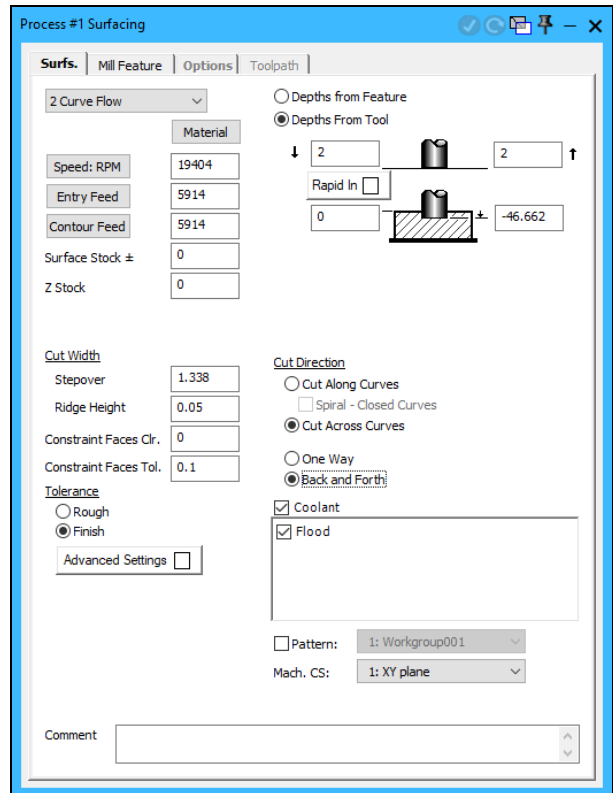 Process #1 Surfacing
Surfs. Mill Feature Options Toolpath
2 Curve Flow
Material
Speed: RPM 19404
Entry Feed 5914
Contour Feed 5914
Surface Stock ± 0
Z Stock 0
Depths from Feature
Depths From Tool
2 2
Rapid In
0 -46.662
Cut Width
Stepover 1.338
Ridge Height 0.05
Constraint Faces Clr. 0
Constraint Faces Tol. 0.1
Tolerance
Rough
Finish
Advanced Settings
Cut Direction
Cut Along Curves
Spiral - Closed Curves
Cut Across Curves
One Way
Back and Forth
Coolant
Flood
Pattern: 1: Workgroup001
Mach. CS: 1: XY plane
Comment